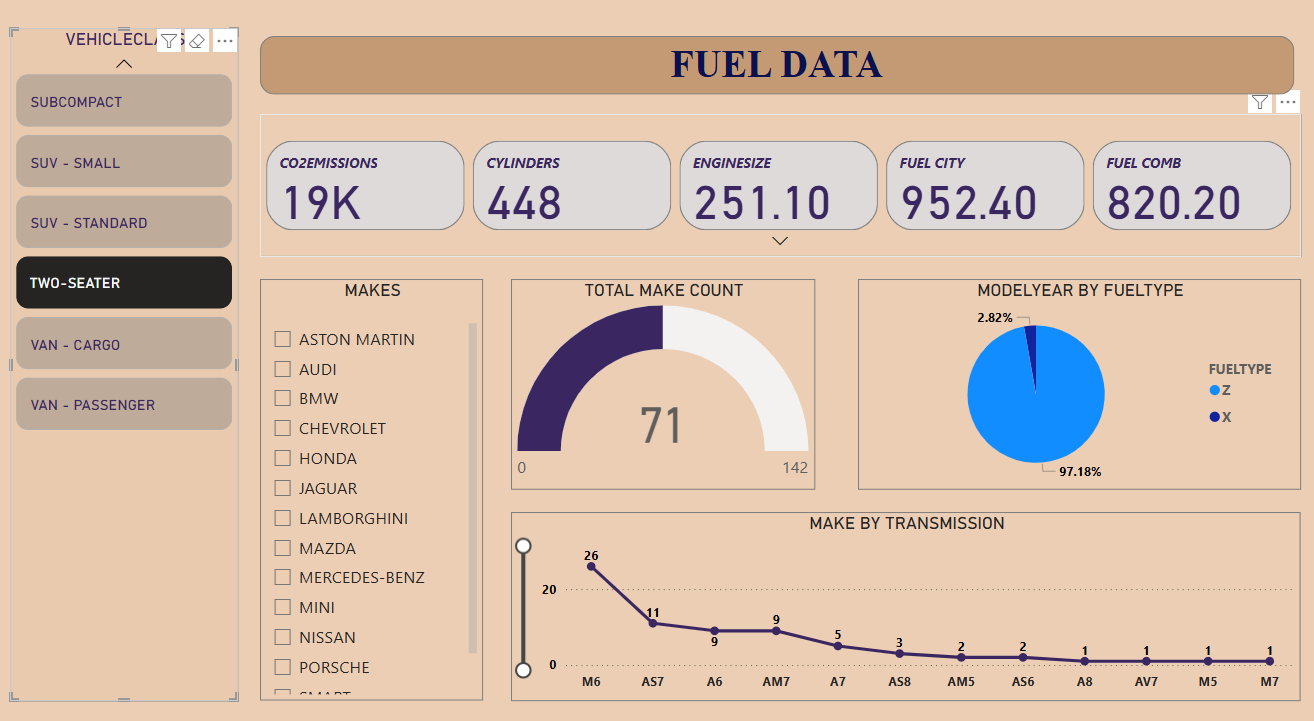 VEHICLECLAS
SUBCOMPACT
SUV - SMALL
SUV - STANDARD
TWO-SEATER
VAN - CARGO
VAN - PASSENGER
FUEL DATA
CO2EMISSIONS
19K
CYLINDERS
448
ENGINESIZE
251.10
FUEL CITY
952.40
FUEL COMB
820.20
MAKES
ASTON MARTIN
AUDI
BMW
CHEVROLET
HONDA
JAGUAR
LAMBORGHINI
MAZDA
MERCEDES-BENZ
MINI
NISSAN
PORSCHE
SMART
TOTAL MAKE COUNT
71
0
142
MODELYEAR BY FUELTYPE
2.82%
97.18%
FUELTYPE
Z
X
MAKE BY TRANSMISSION
20
0
26 11 9 9 5 3 2 2 1 1 1 1
M6 AS7 A6 AM7 A7 AS8 AM5 AS6 A8 AV7 M5 M7